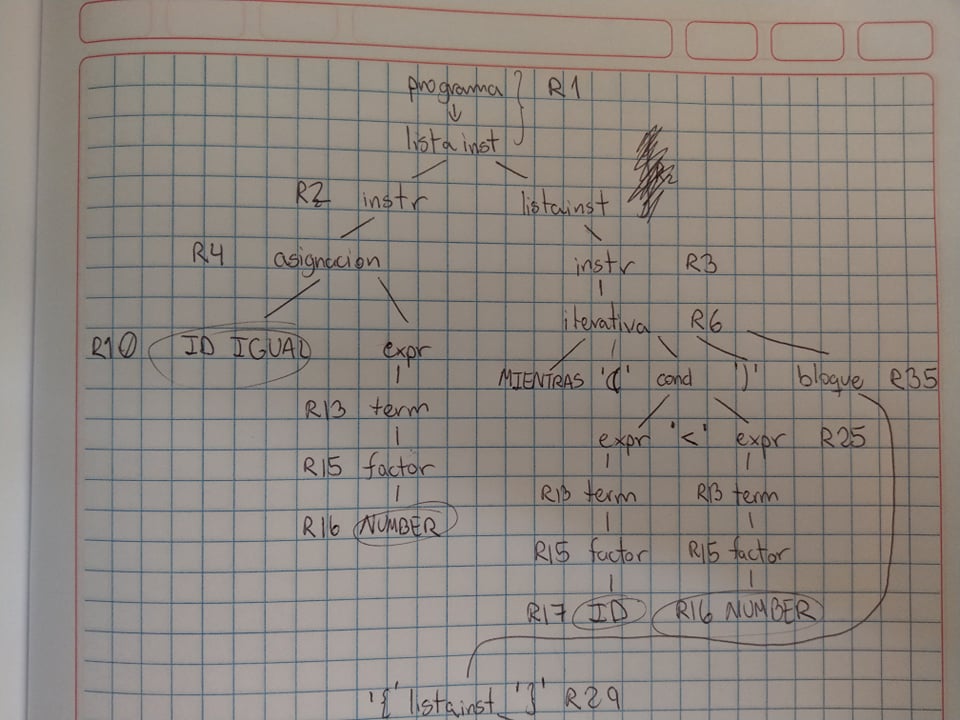 programa } R1
listainst
R2 instr listainst
R4 asignacion instr R3
iterativa R6
R10 ID IGUAL expr MIENTRAS '(' cond ')' bloque R35
R13 term expr '<' expr R25
R15 factor R13 term R13 term
R16 NUMBER R15 factor R15 factor
R17 ID R16 NUMBER
'{' listainst '}' R29